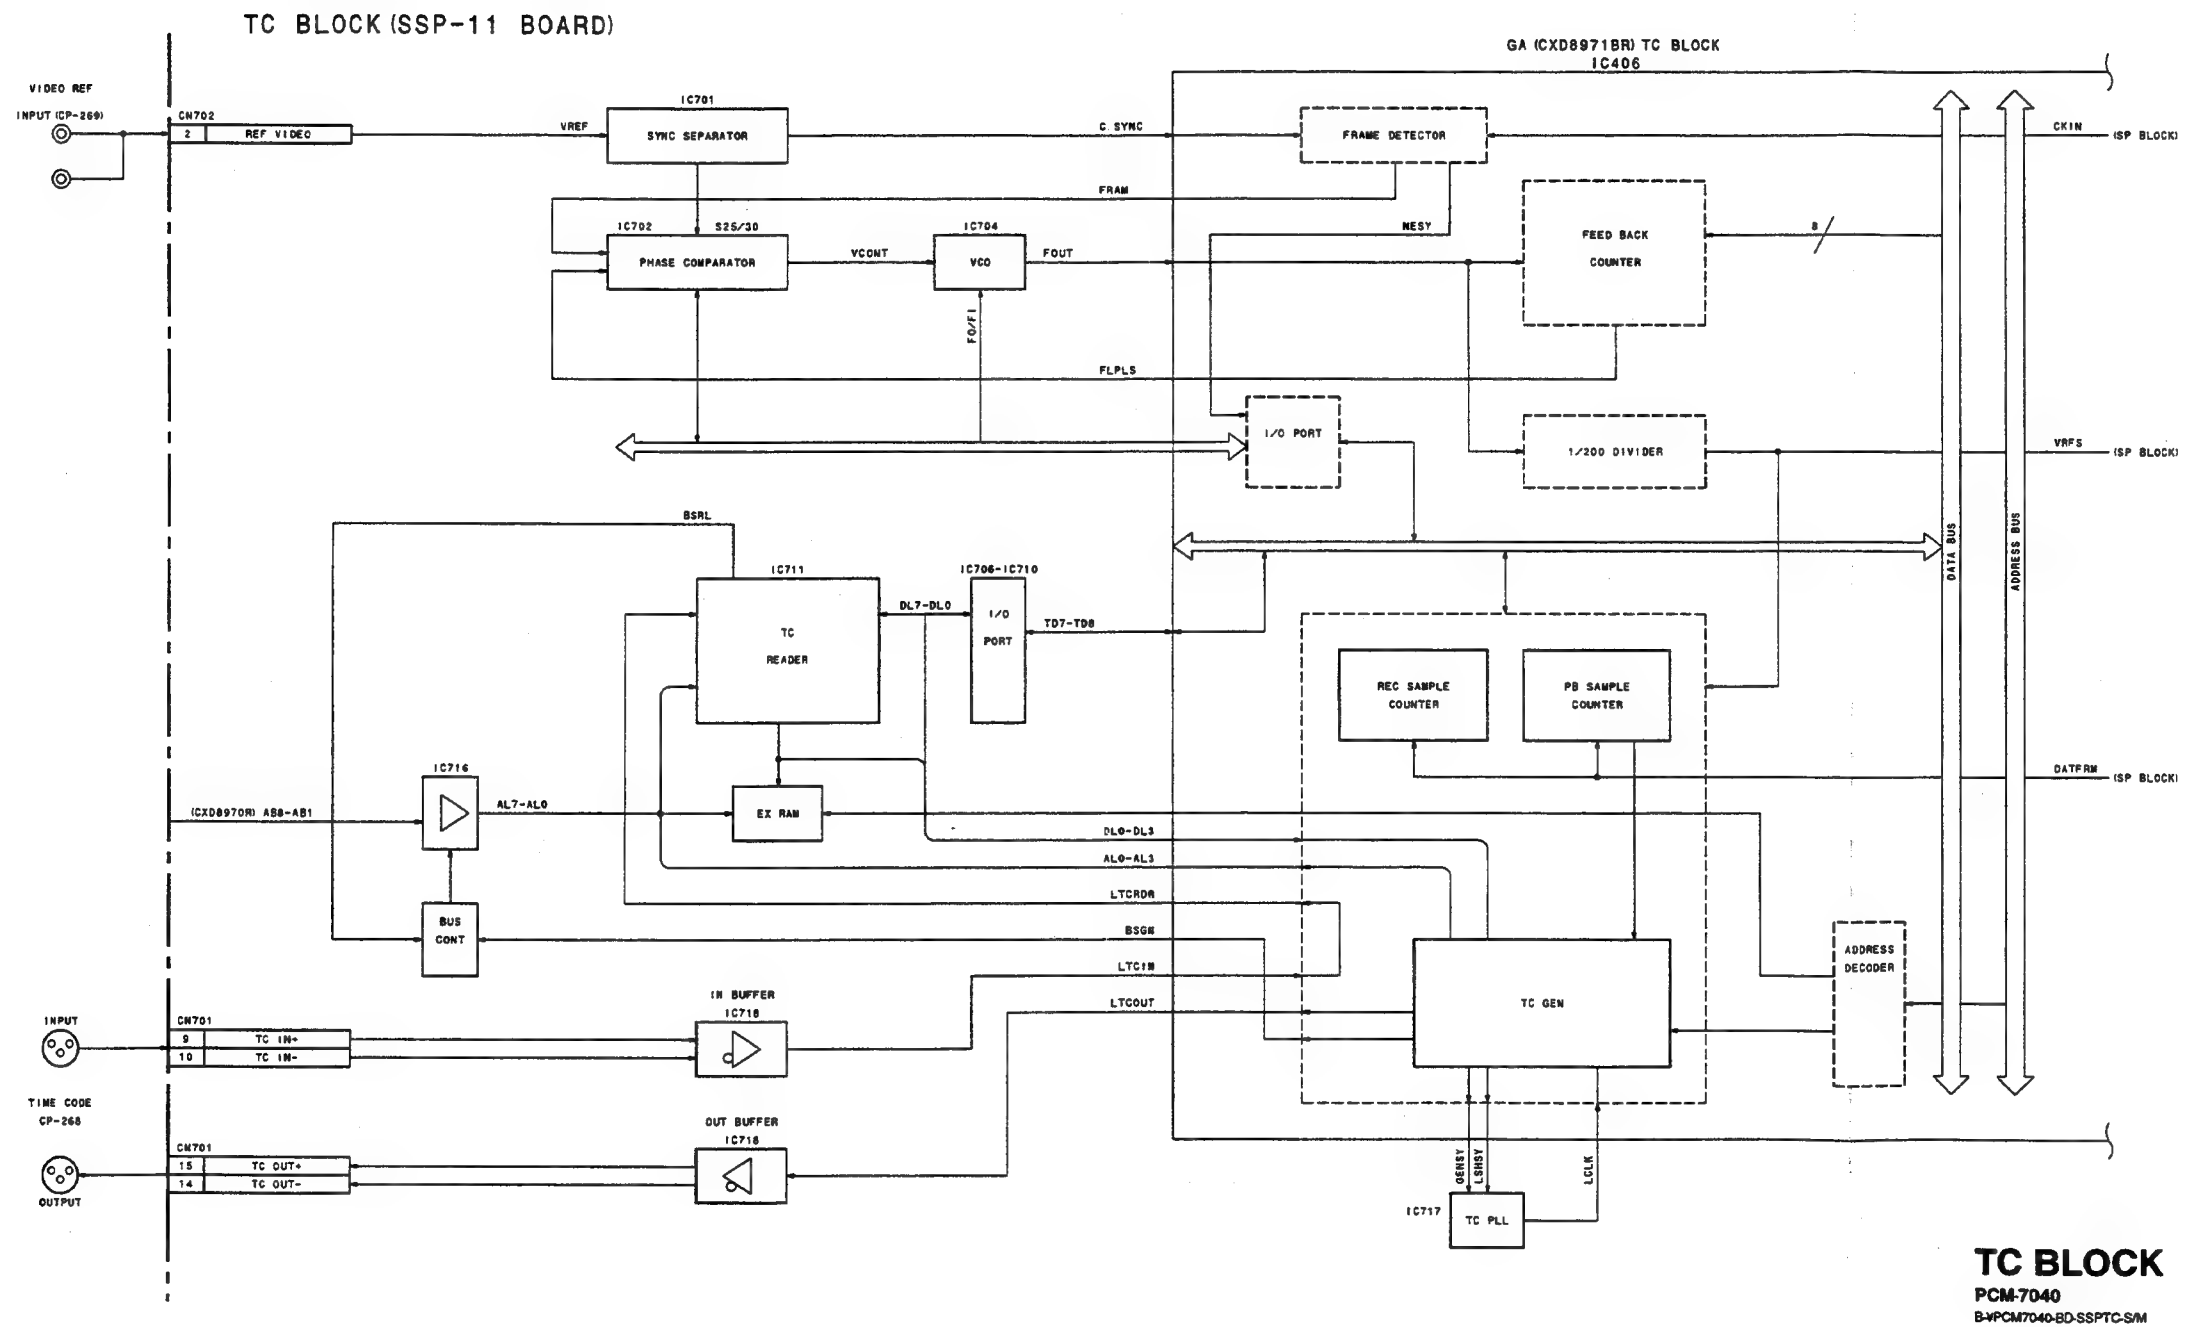 TC BLOCK (SSP-11 BOARD)
GA (CXD8971BR) TC BLOCK
IC406
VIDEO REF
INPUT (CP-269)
CN702
2 REF VIDEO
VREF
IC701
SYNC SEPARATOR
C.SYNC
FRAME DETECTOR
CKIN
(SP BLOCK)
FRAM
NESY
IC702
S25/30
PHASE COMPARATOR
VCONT
IC704
VCO
FOUT
FEED BACK
COUNTER
8
F0/F1
FLPLS
I/O PORT
1/200 DIVIDER
VRFS
(SP BLOCK)
BSRL
DATA BUS
ADDRESS BUS
IC711
TC
READER
DL7-DL0
IC706-IC710
I/O
PORT
TD7-TD8
REC SAMPLE
COUNTER
PB SAMPLE
COUNTER
DATFRM
(SP BLOCK)
IC716
(CXD8970R) AB8-AB1
AL7-AL0
EX RAM
DL0-DL3
AL0-AL3
LTCRDR
BUS
CONT
BSGN
LTCIN
LTCOUT
TC GEN
ADDRESS
DECODER
IN BUFFER
IC718
INPUT
CN701
9 TC IN+
10 TC IN-
TIME CODE
CP-268
OUT BUFFER
IC718
CN701
15 TC OUT+
14 TC OUT-
OUTPUT
GENSY
LSHSY
LCLK
IC717
TC PLL
TC BLOCK
PCM-7040
B-¥PCM7040-BD-SSPTC-S/M